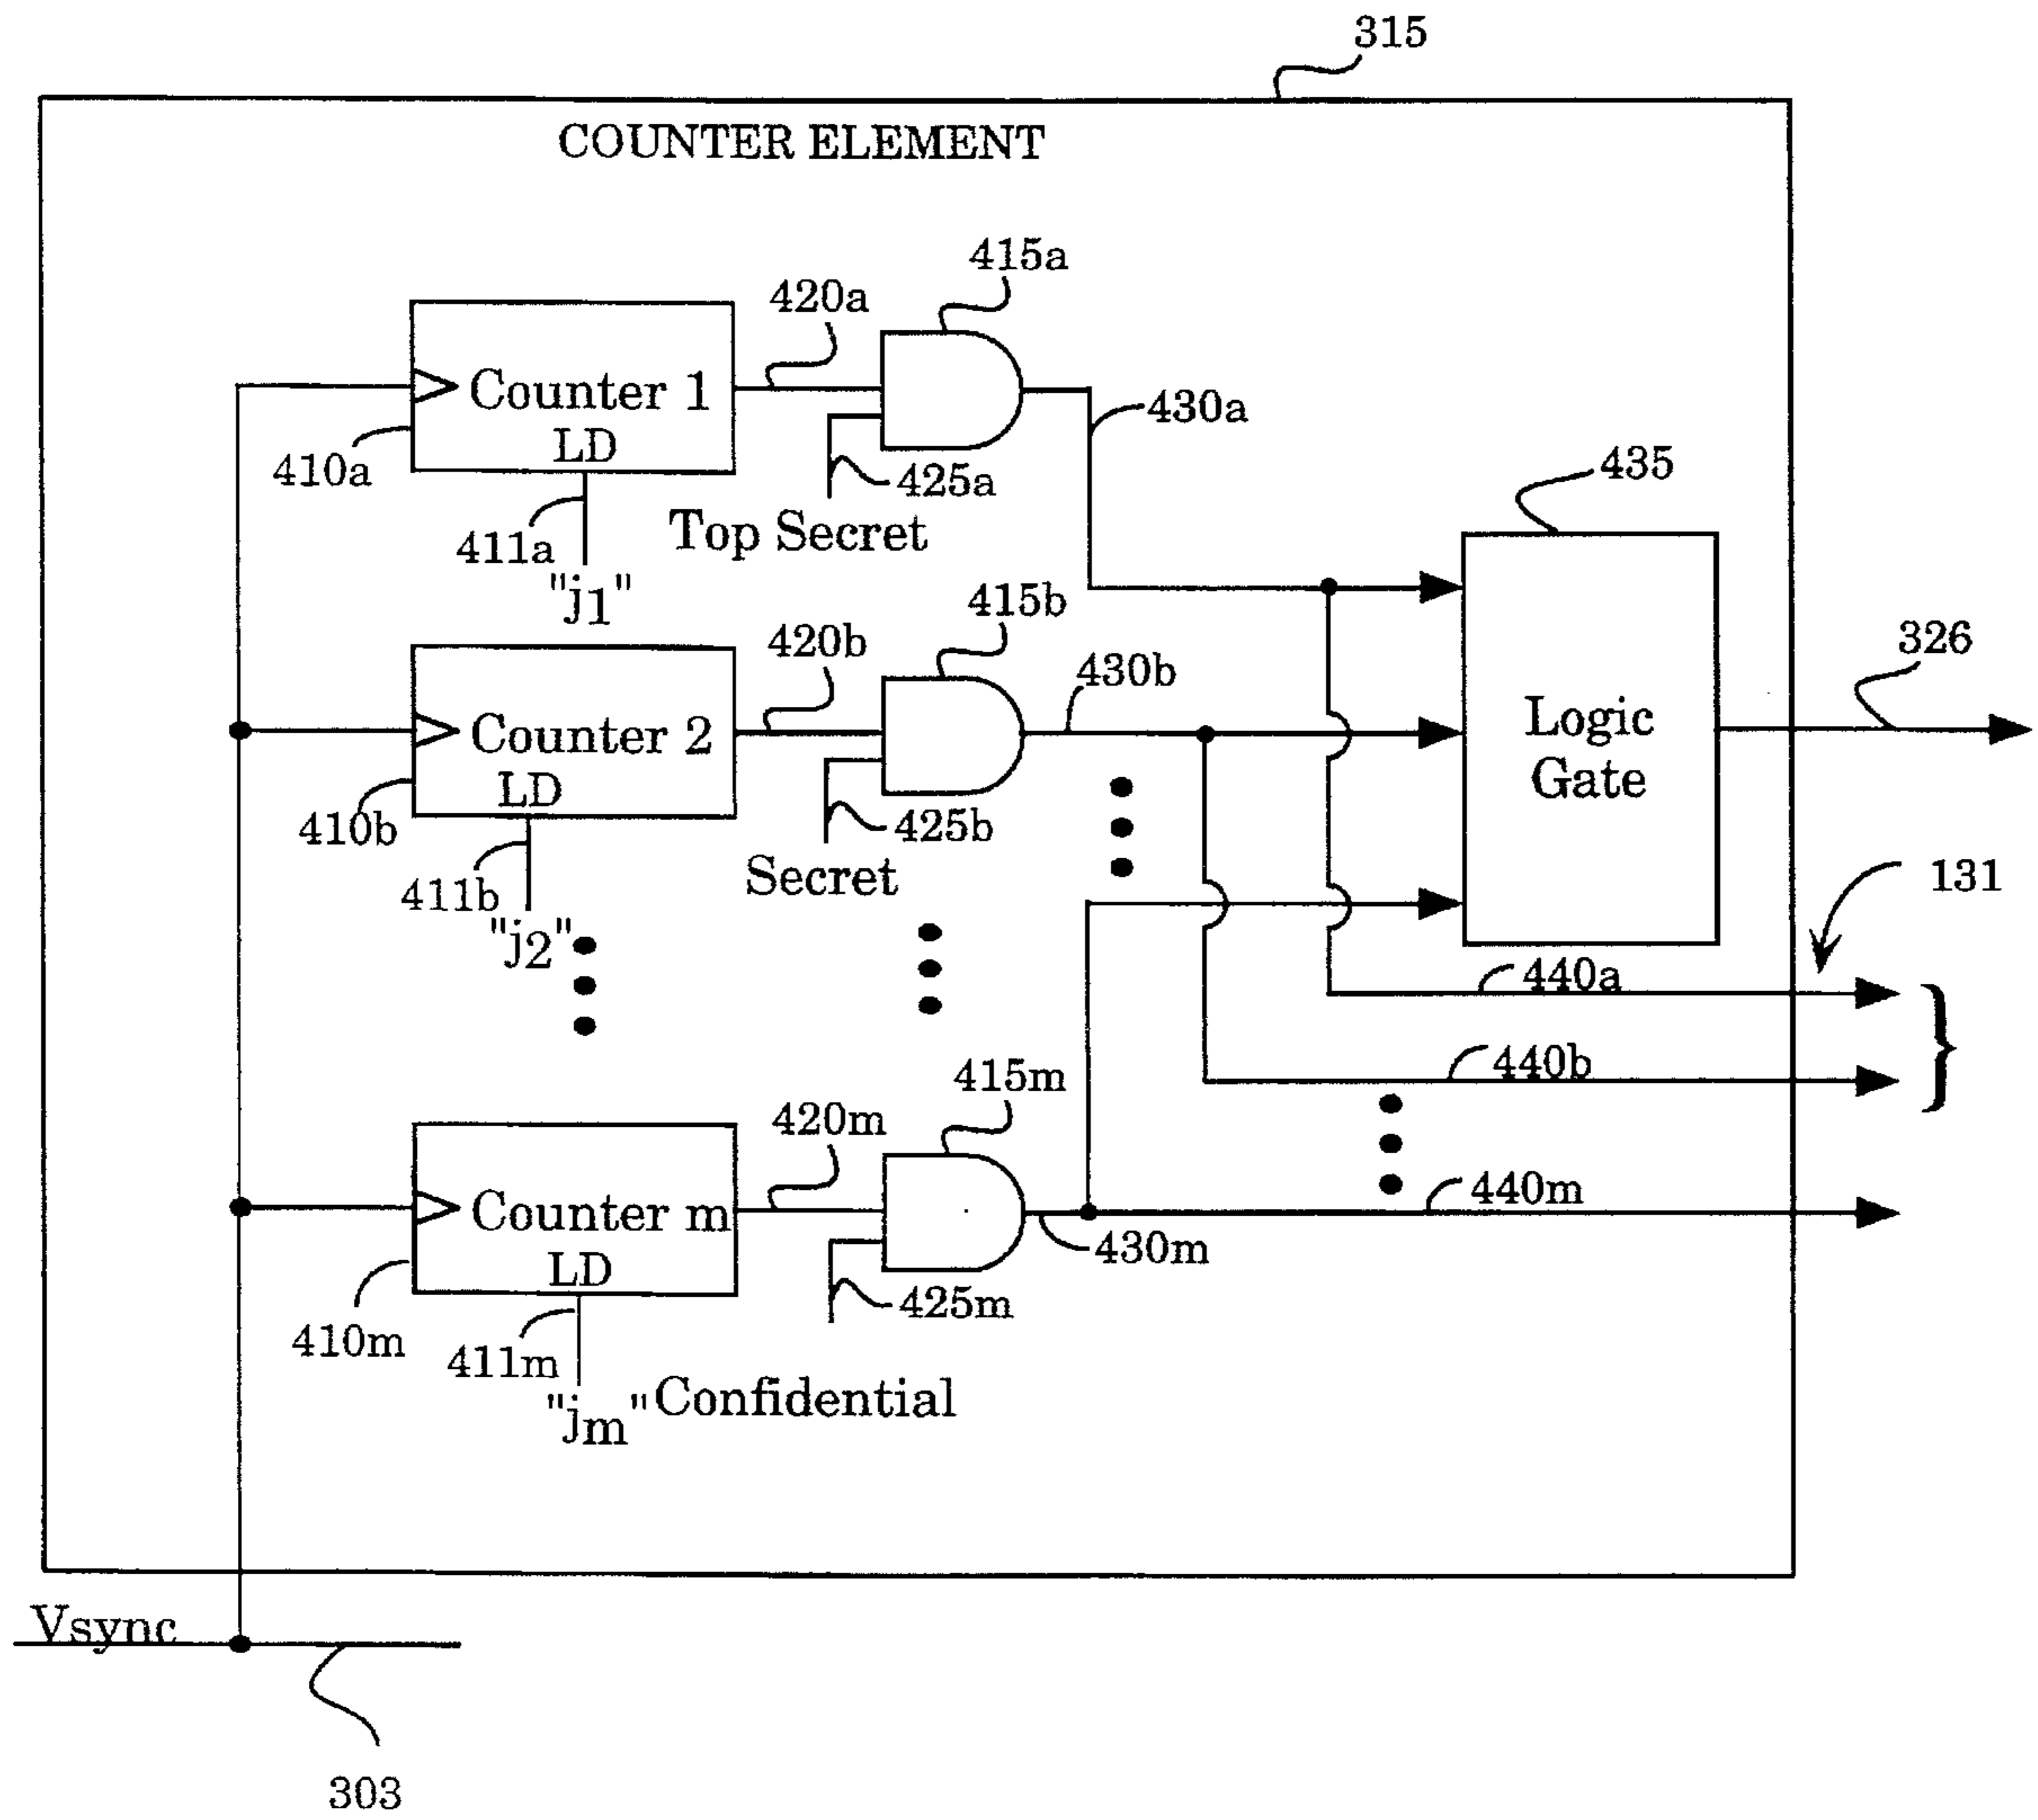 315
COUNTER ELEMENT
415a
420a
Counter 1
LD
410a
430a
425a
411a
Top Secret
"j1"
435
415b
420b
430b
Counter 2
LD
410b
425b
411b
Secret
"j2"
Logic
Gate
326
131
440a
440b
415m
420m
Counter m
LD
440m
430m
410m
425m
411m
"jm" Confidential
Vsync
303